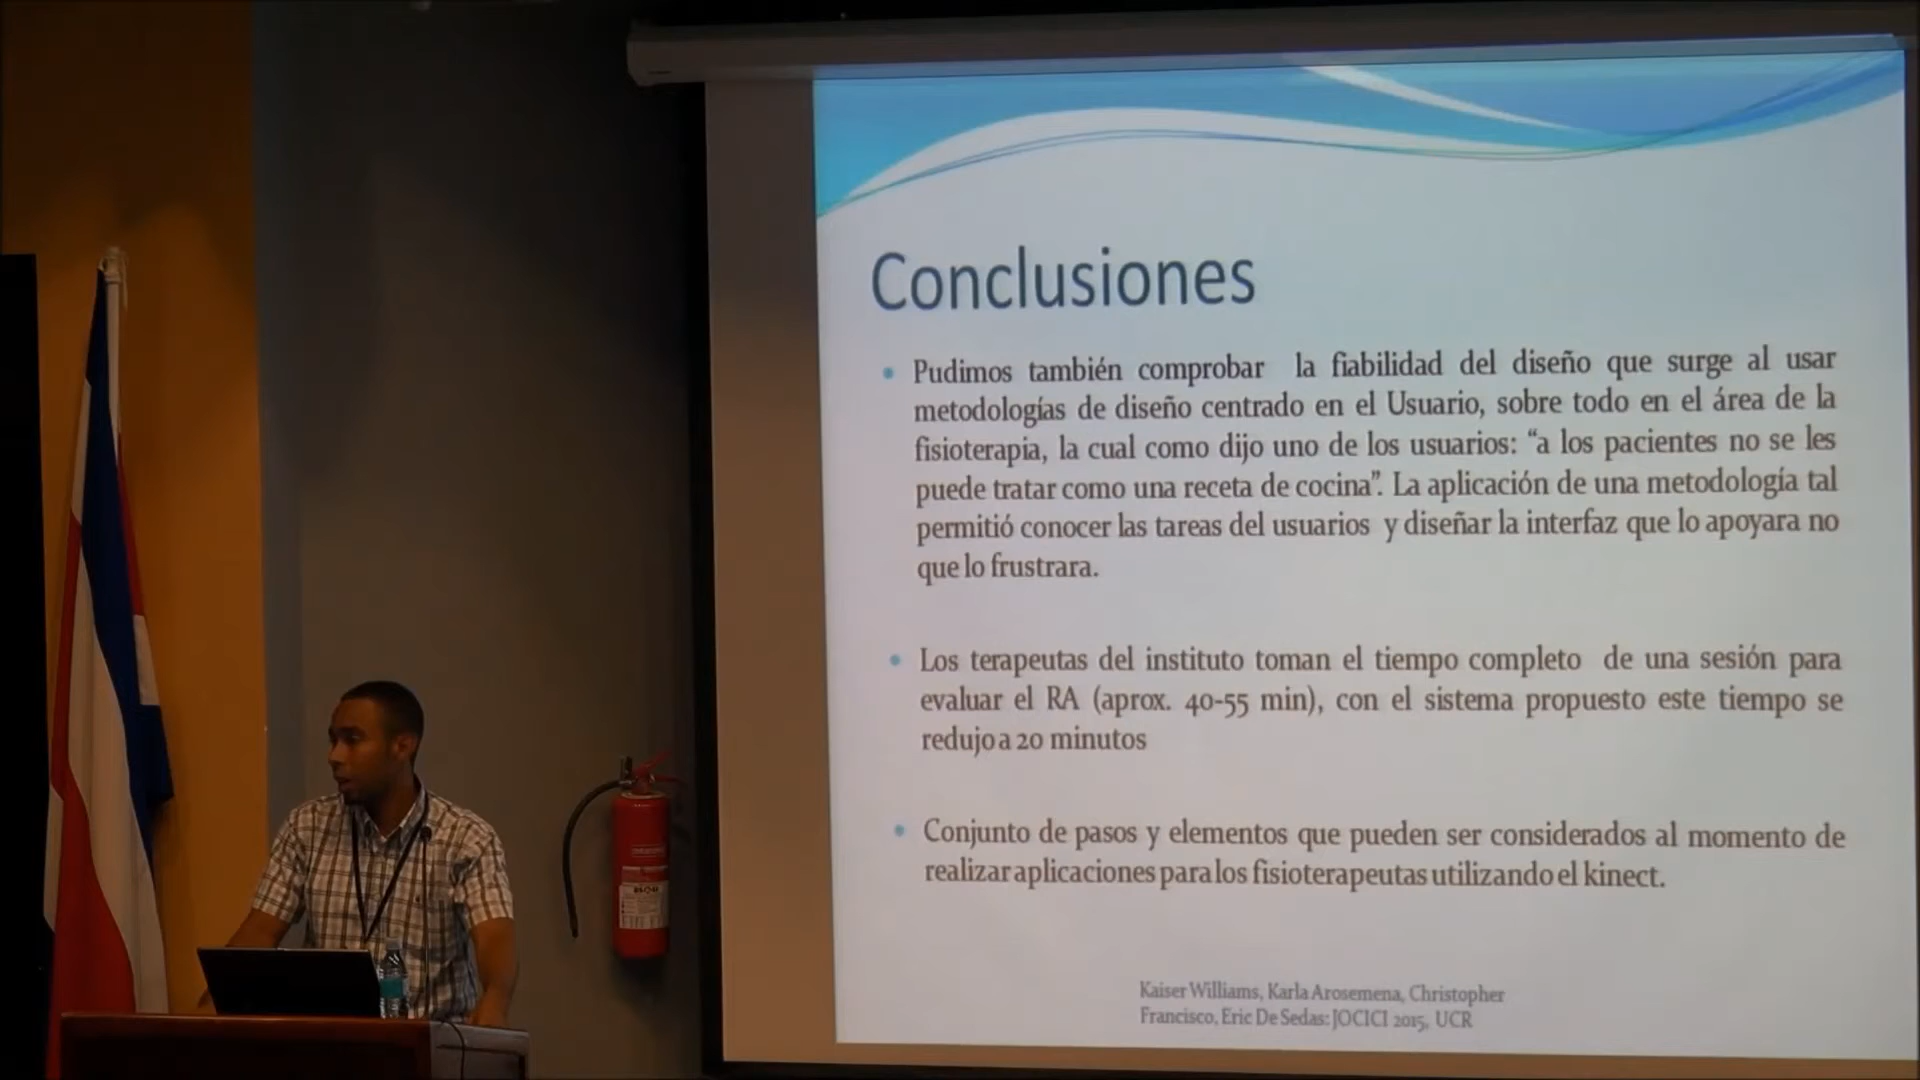 Conclusiones
Pudimos también comprobar la fiabilidad del diseño que surge al usar
metodologías de diseño centrado en el Usuario, sobre todo en el área de la
fisioterapia, la cual como dijo uno de los usuarios: “a los pacientes no se les
puede tratar como una receta de cocina”. La aplicación de una metodología tal
permitió conocer las tareas del usuarios y diseñar la interfaz que lo apoyara no
que lo frustrara.
Los terapeutas del instituto toman el tiempo completo de una sesión para
evaluar el RA (aprox. 40-55 min), con el sistema propuesto este tiempo se
redujo a 20 minutos
Conjunto de pasos y elementos que pueden ser considerados al momento de
realizar aplicaciones para los fisioterapeutas utilizando el kinect.
Kaiser Williams, Karla Arosemena, Christopher
Francisco, Eric De Sedas: JOCICI 2015, UCR